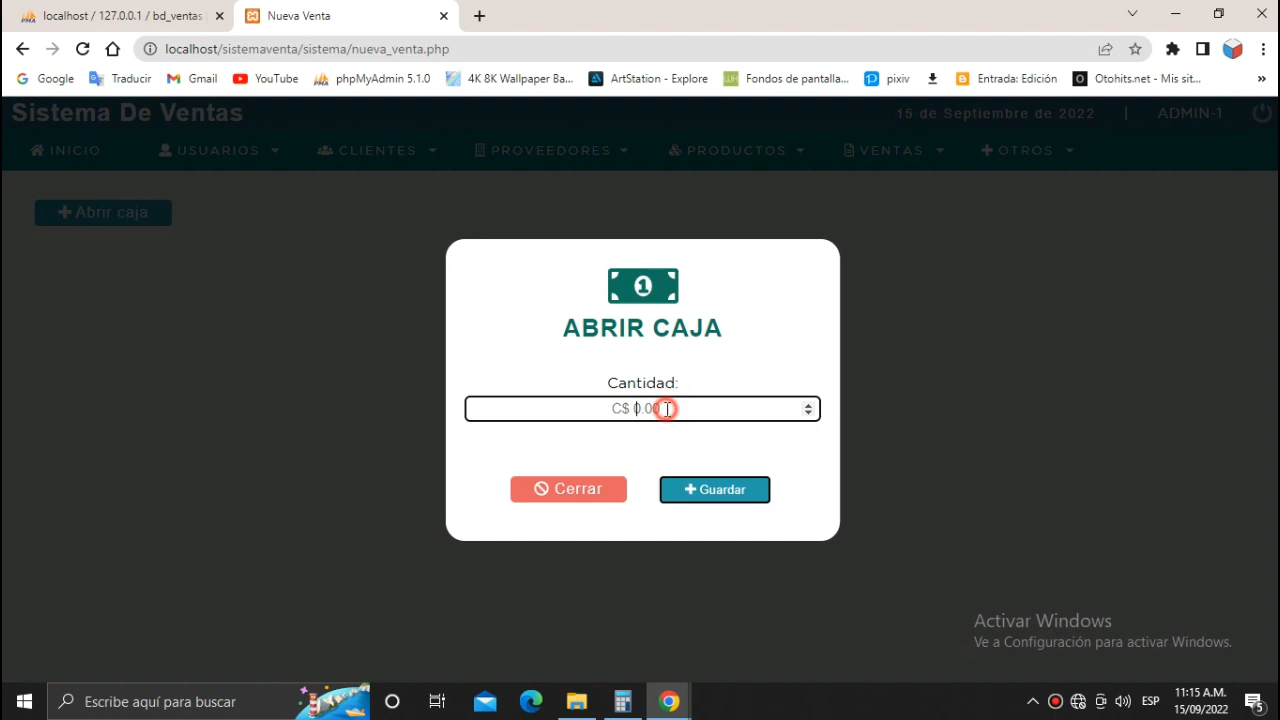 localhost / 127.0.0.1 / bd_ventas
Nueva Venta
localhost/sistemaventa/sistema/nueva_venta.php
Google
Traducir
Gmail
YouTube
phpMyAdmin 5.1.0
4K 8K Wallpaper Ba...
ArtStation - Explore
Fondos de pantalla...
pixiv
Entrada: Edición
Otohits.net - Mis sit...
»
Sistema De Ventas
15 de Septiembre de 2022 | ADMIN-1
INICIO
USUARIOS
CLIENTES
PROVEEDORES
PRODUCTOS
VENTAS
OTROS
Abrir caja
1
ABRIR CAJA
Cantidad:
C$ 0.00
Cerrar
Guardar
Activar Windows
Ve a Configuración para activar Windows.
Escribe aquí para buscar
ESP
11:15 A.M.
15/09/2022
5